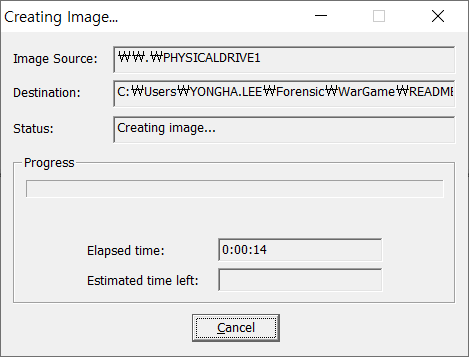 Creating Image...
Image Source: ₩₩.₩PHYSICALDRIVE1
Destination: C:₩Users₩YONGHA.LEE₩Forensic₩WarGame₩README
Status: Creating image...
Progress
Elapsed time: 0:00:14
Estimated time left:
Cancel